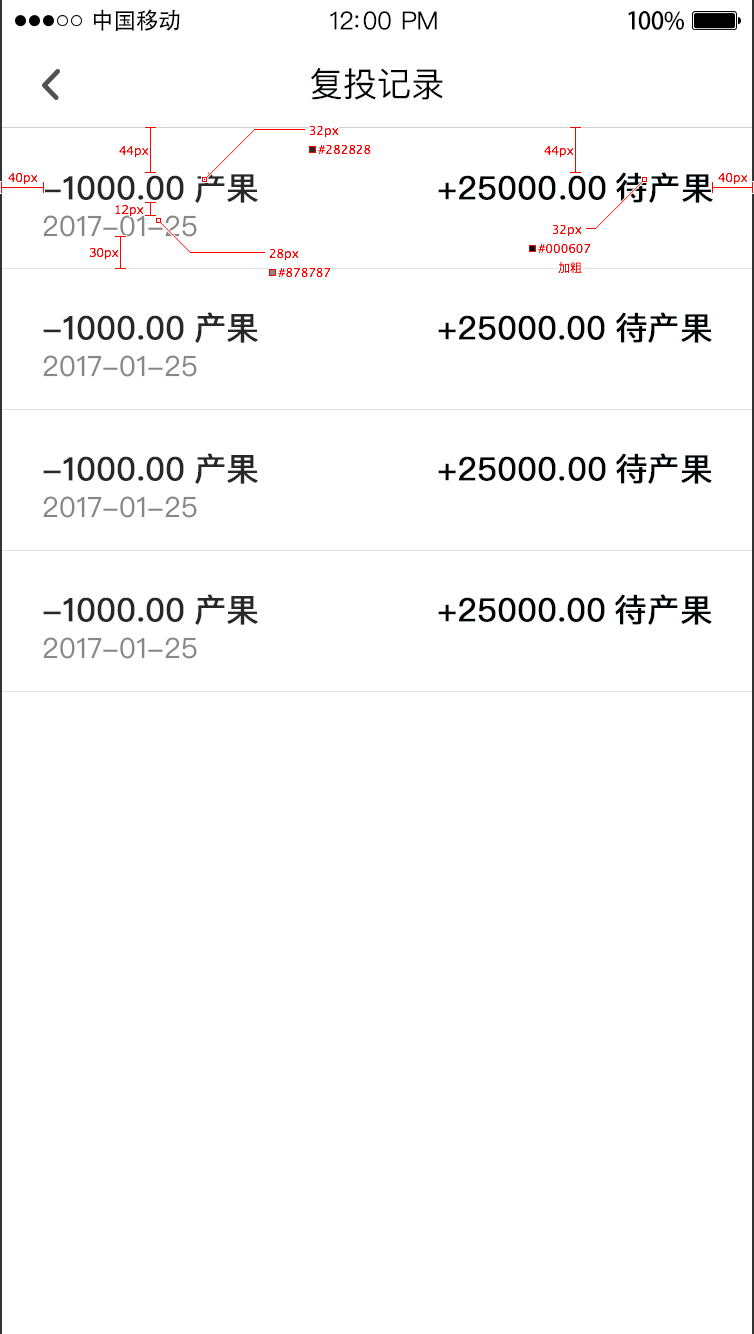 中国移动 12:00 PM 100%
复投记录
32px
44px #282828 44px
40px -1000.00 产果 +25000.00 待产果 40px
12px
2017-01-25 32px
30px 28px #000607
#878787 加粗
-1000.00 产果 +25000.00 待产果
2017-01-25
-1000.00 产果 +25000.00 待产果
2017-01-25
-1000.00 产果 +25000.00 待产果
2017-01-25